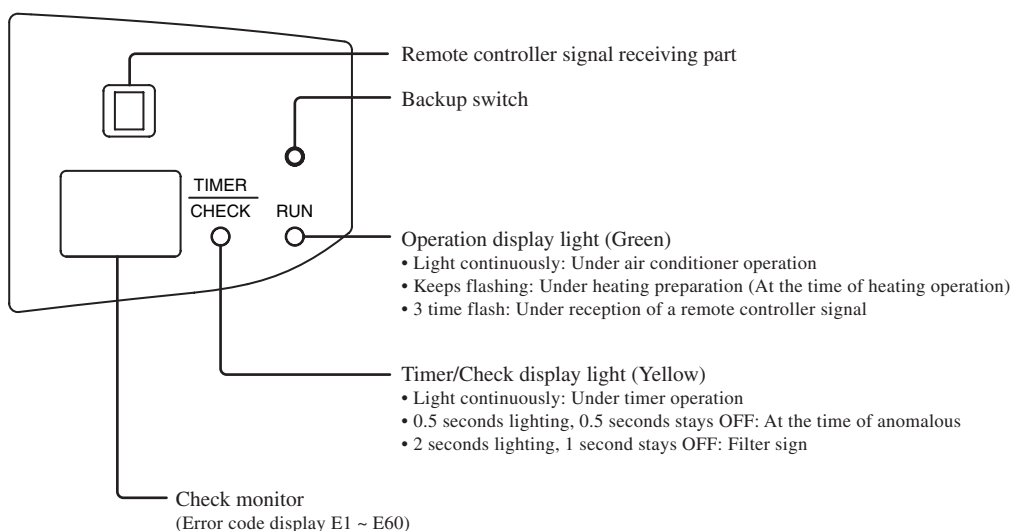 Remote controller signal receiving part
Backup switch
TIMER
CHECK
RUN
Operation display light (Green)
• Light continuously: Under air conditioner operation
• Keeps flashing: Under heating preparation (At the time of heating operation)
• 3 time flash: Under reception of a remote controller signal
Timer/Check display light (Yellow)
• Light continuously: Under timer operation
• 0.5 seconds lighting, 0.5 seconds stays OFF: At the time of anomalous
• 2 seconds lighting, 1 second stays OFF: Filter sign
Check monitor
(Error code display E1 ~ E60)